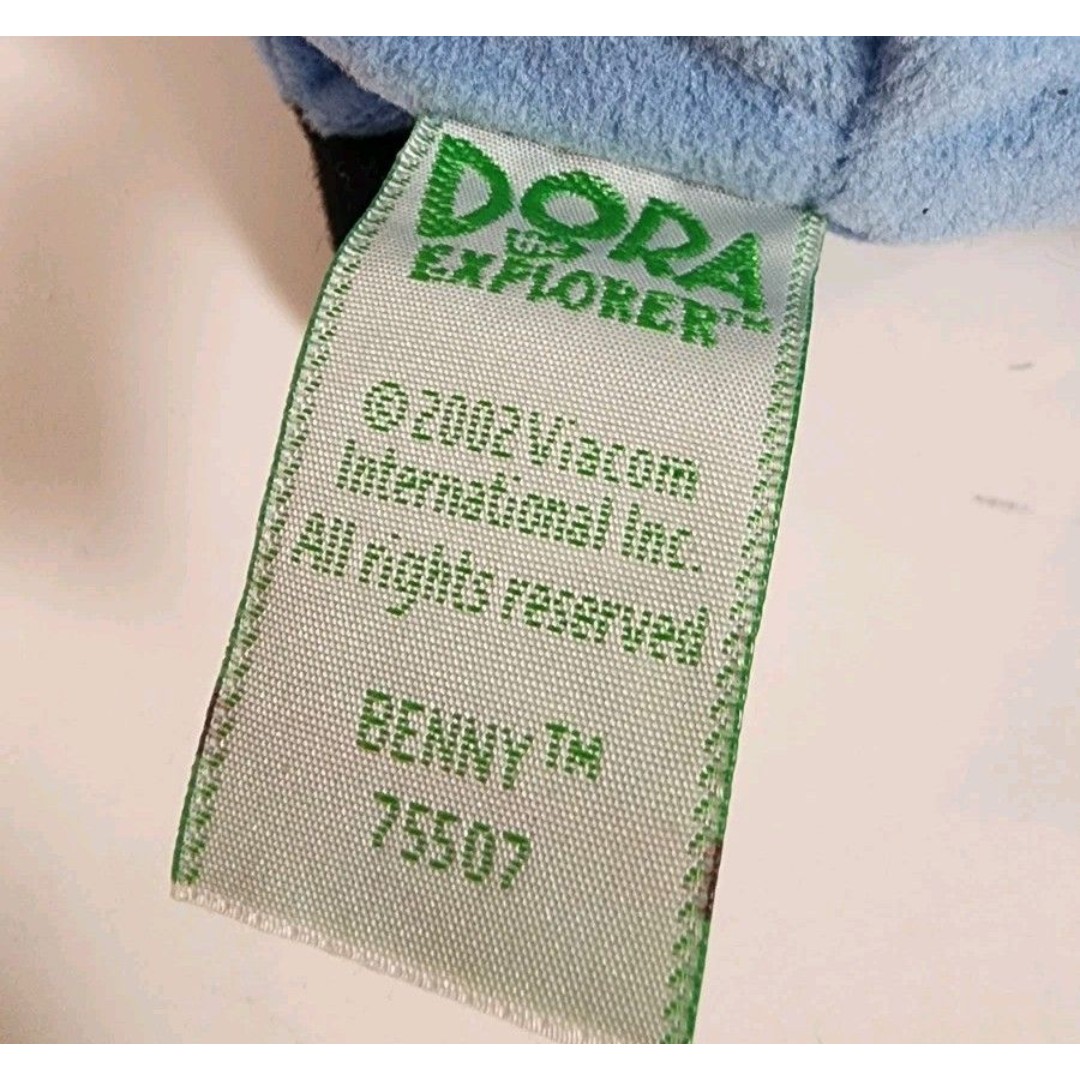 DORA
the
EXPLORER™
© 2002 Viacom
International Inc.
All rights reserved
BENNY™
75507